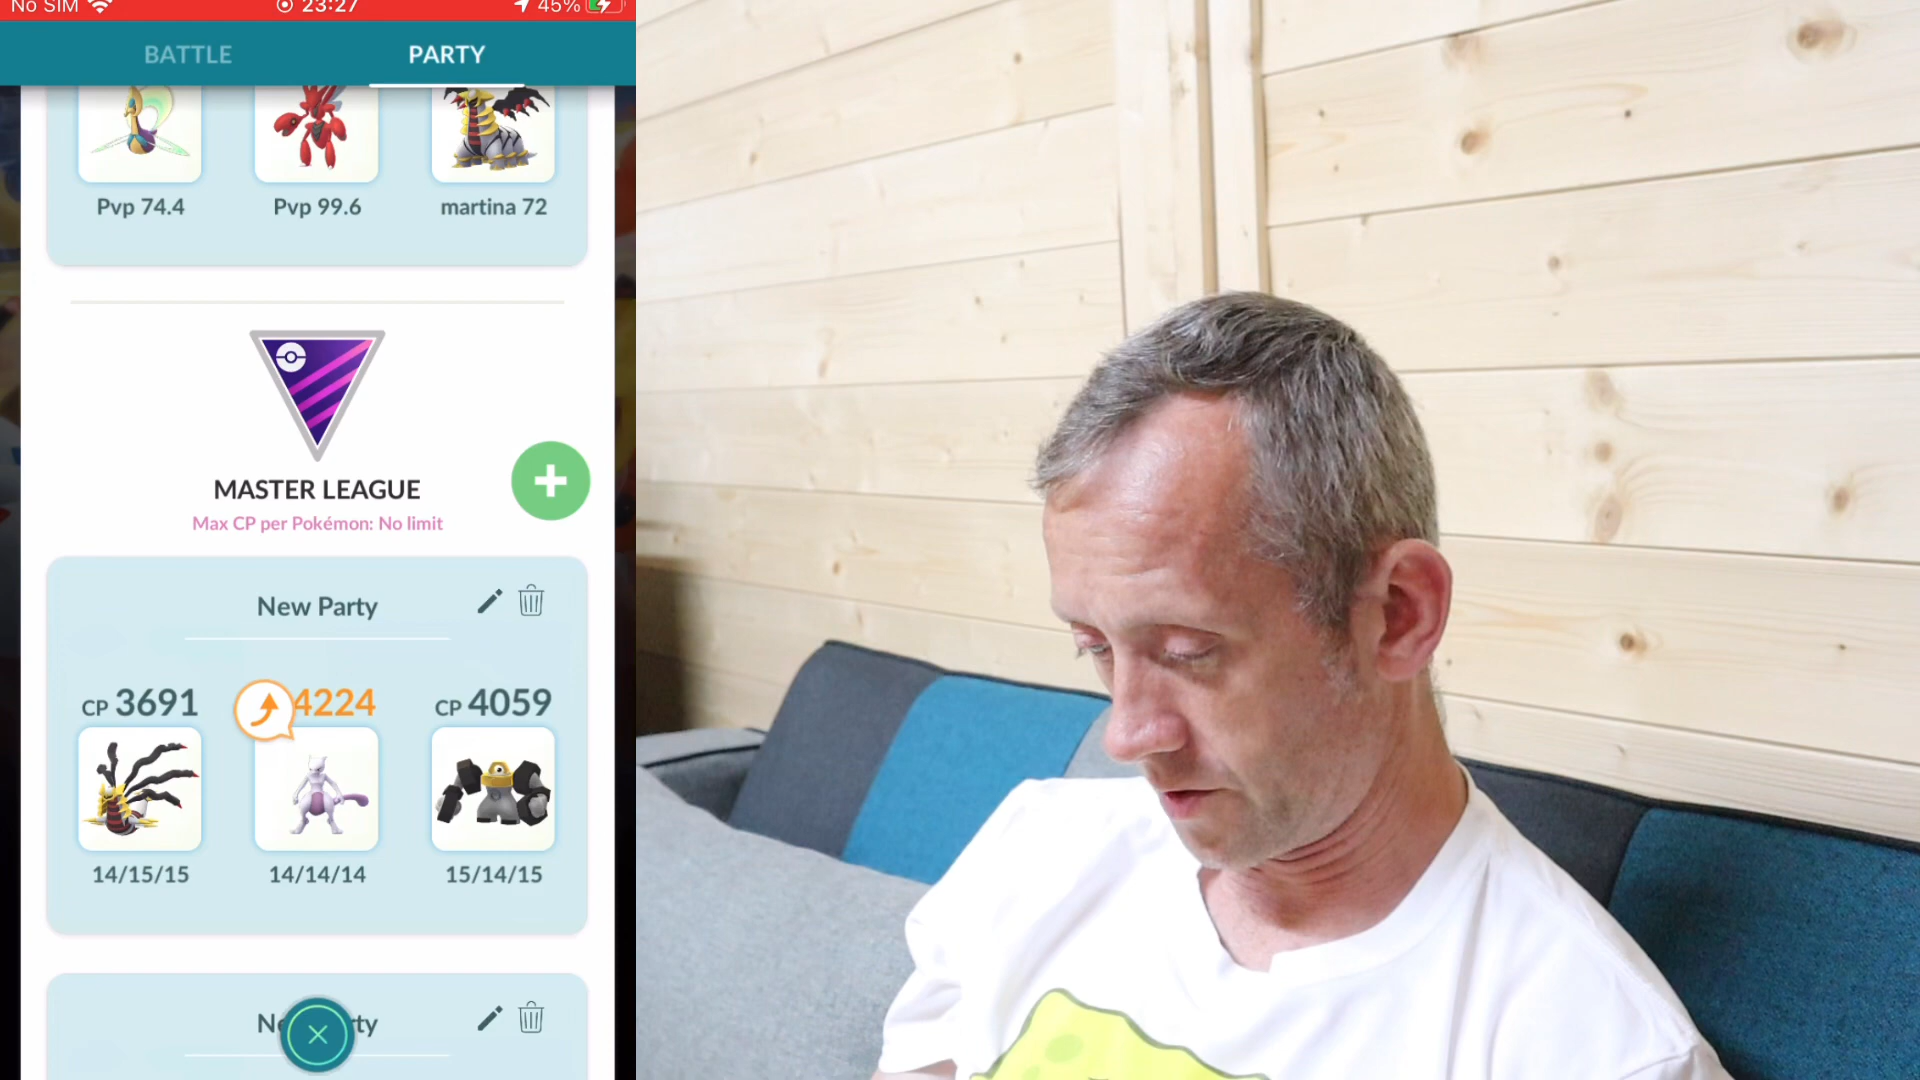 No SIM 23:27 45%
BATTLE PARTY
Pvp 74.4 Pvp 99.6 martina 72
MASTER LEAGUE
Max CP per Pokémon: No limit
New Party
CP 3691 4224 CP 4059
14/15/15 14/14/14 15/14/15